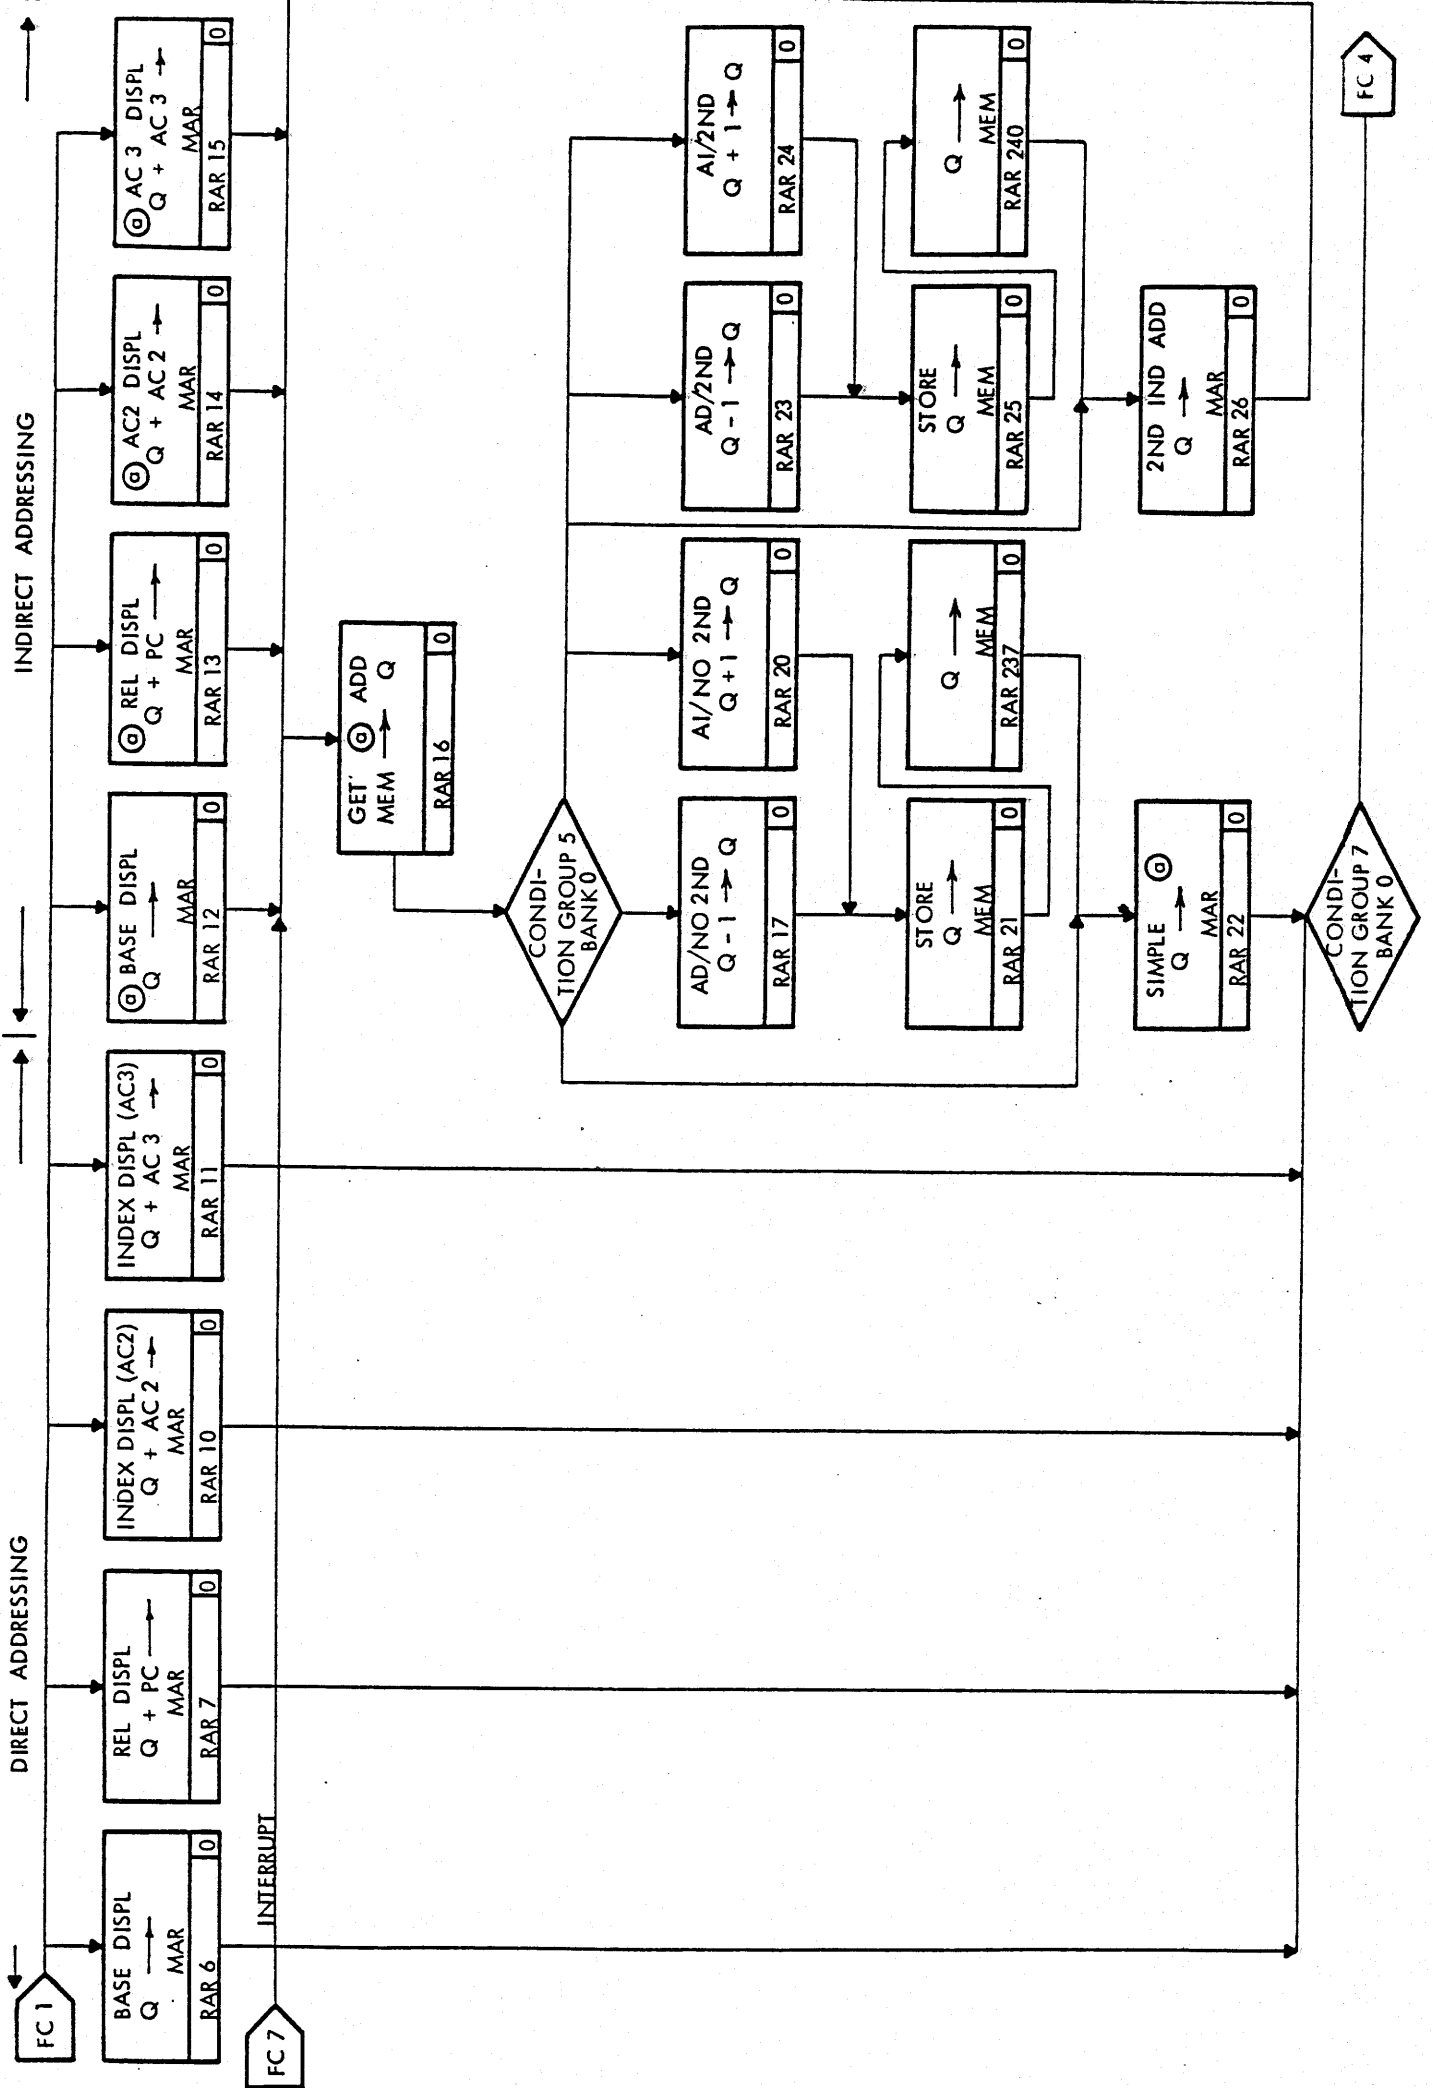 DIRECT ADDRESSING
INDIRECT ADDRESSING
FC 1
BASE DISPL
Q →
MAR
RAR 6
0
REL DISPL
Q + PC →
MAR
RAR 7
0
INDEX DISPL (AC2)
Q + AC 2 →
MAR
RAR 10
0
INDEX DISPL (AC3)
Q + AC 3 →
MAR
RAR 11
0
@ BASE DISPL
Q →
MAR
RAR 12
0
@ REL DISPL
Q + PC →
MAR
RAR 13
0
@ AC2 DISPL
Q + AC 2 →
MAR
RAR 14
0
@ AC 3 DISPL
Q + AC 3 →
MAR
RAR 15
0
FC 7
INTERRUPT
GET @ ADD
MEM → Q
RAR 16
0
CONDI-
TION GROUP 5
BANK 0
AD/NO 2ND
Q - 1 → Q
RAR 17
0
AI/NO 2ND
Q + 1 → Q
RAR 20
0
AD/2ND
Q - 1 → Q
RAR 23
0
AI/2ND
Q + 1 → Q
RAR 24
0
STORE
Q →
MEM
RAR 21
0
Q →
MEM
RAR 237
0
STORE
Q →
MEM
RAR 25
0
Q →
MEM
RAR 240
0
SIMPLE @
Q →
MAR
RAR 22
0
2ND IND ADD
Q →
MAR
RAR 26
0
CONDI-
TION GROUP 7
BANK 0
FC 4